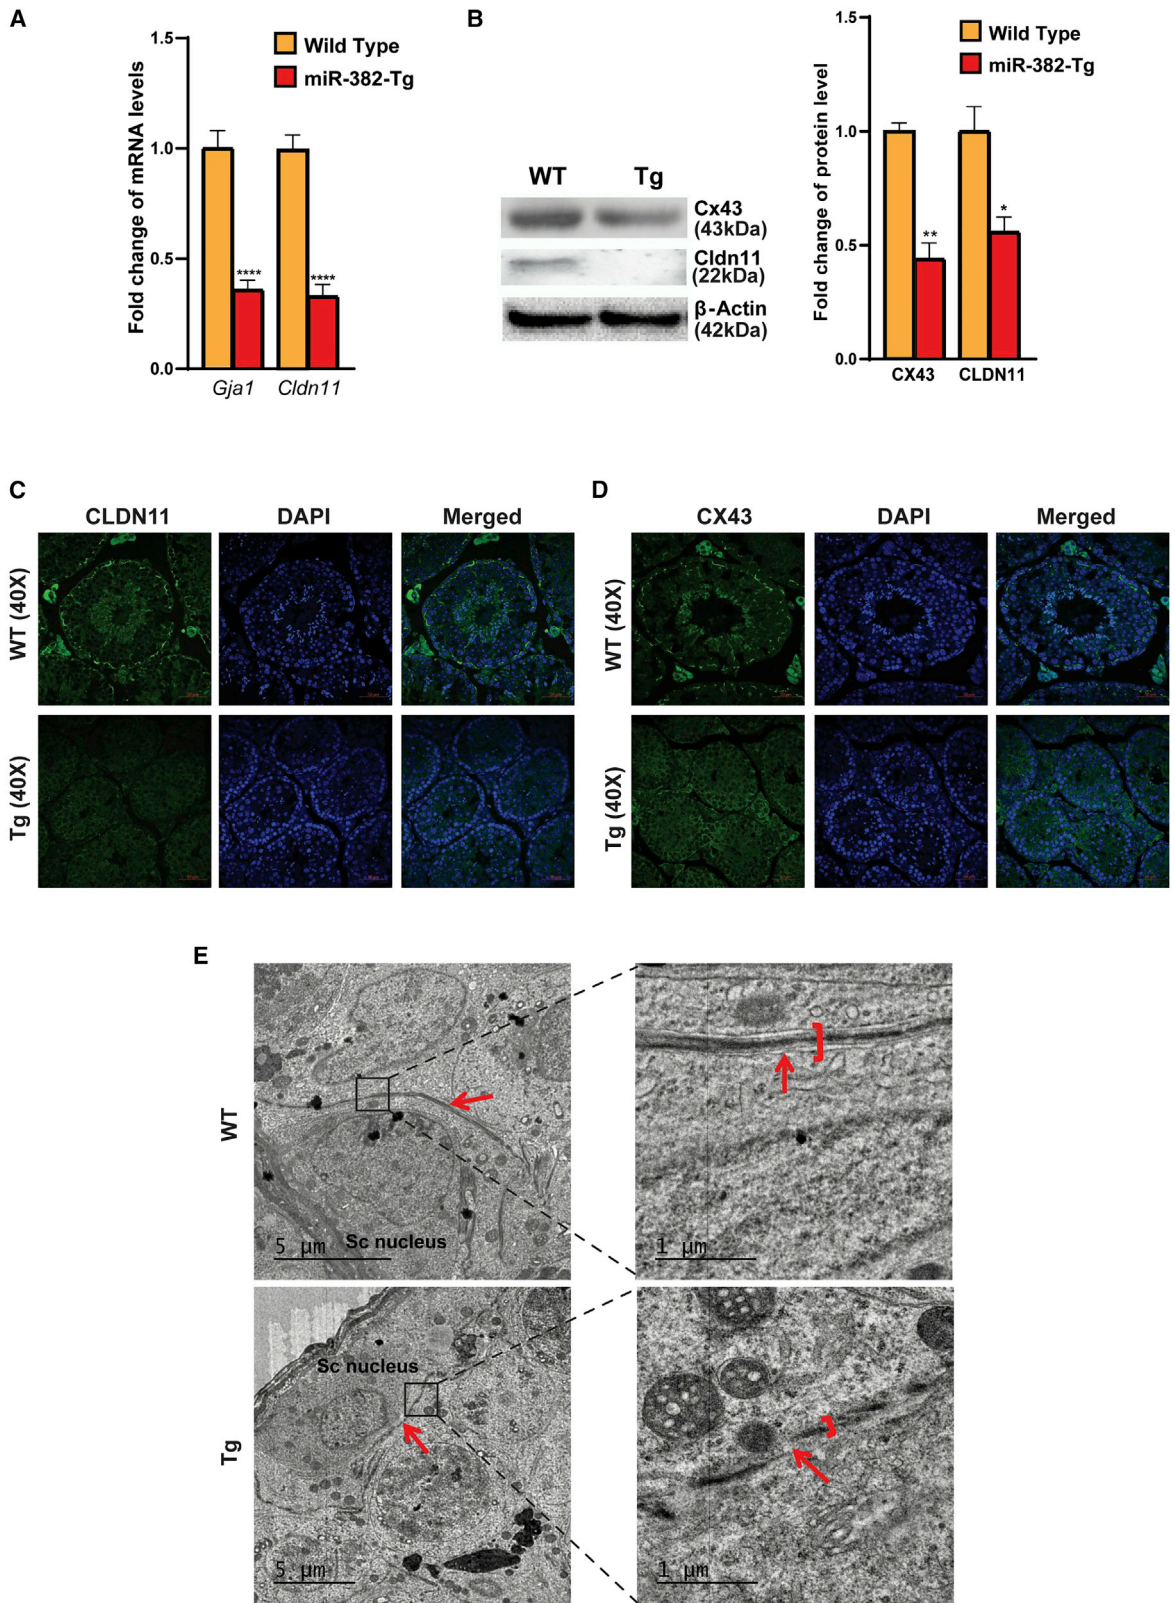 A
1.5
1.0
0.5
0.0
Fold change of mRNA levels
Wild Type
miR-382-Tg
****
****
Gja1
Cldn11
B
WT
Tg
Cx43
(43kDa)
Cldn11
(22kDa)
β-Actin
(42kDa)
1.5
1.0
0.5
0.0
Fold change of protein level
Wild Type
miR-382-Tg
**
*
CX43
CLDN11
C
CLDN11
DAPI
Merged
WT (40X)
Tg (40X)
D
CX43
DAPI
Merged
WT (40X)
Tg (40X)
E
WT
5 µm
Sc nucleus
1 µm
Tg
Sc nucleus
5 µm
1 µm